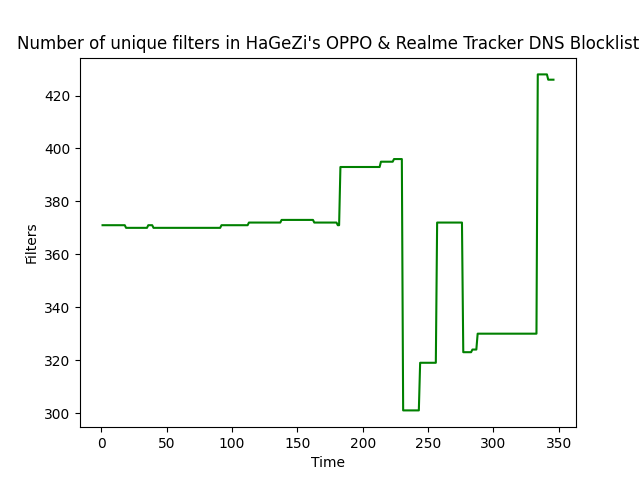 Number of unique filters in HaGeZi's OPPO & Realme Tracker DNS Blocklist
420
400
380
360
340
320
300
Filters
0 50 100 150 200 250 300 350
Time